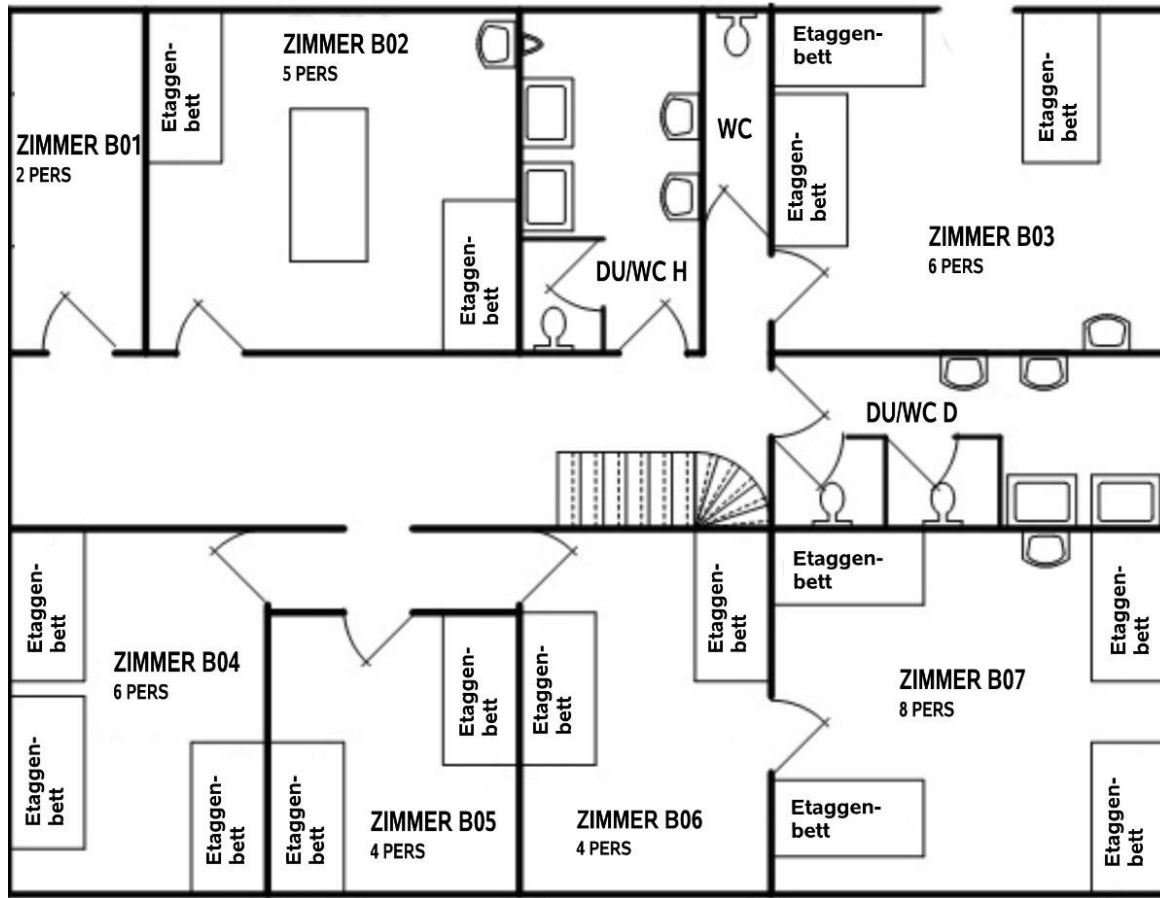 ZIMMER B01
2 PERS
Etaggen-
bett
ZIMMER B02
5 PERS
Etaggen-
bett
DU/WC H
WC
Etaggen-
bett
Etaggen-
bett
Etaggen-
bett
ZIMMER B03
6 PERS
DU/WC D
Etaggen-
bett
Etaggen-
bett
ZIMMER B04
6 PERS
Etaggen-
bett
Etaggen-
bett
Etaggen-
bett
ZIMMER B05
4 PERS
Etaggen-
bett
Etaggen-
bett
ZIMMER B06
4 PERS
Etaggen-
bett
Etaggen-
bett
ZIMMER B07
8 PERS
Etaggen-
bett
Etaggen-
bett